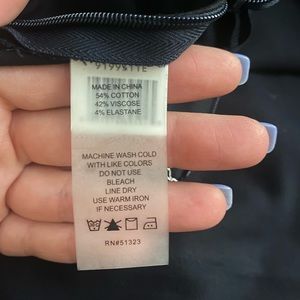 MADE IN CHINA
54% COTTON
42% VISCOSE
4% ELASTANE
MACHINE WASH COLD
WITH LIKE COLORS
DO NOT USE
BLEACH
LINE DRY
USE WARM IRON
IF NECESSARY
RN#51323